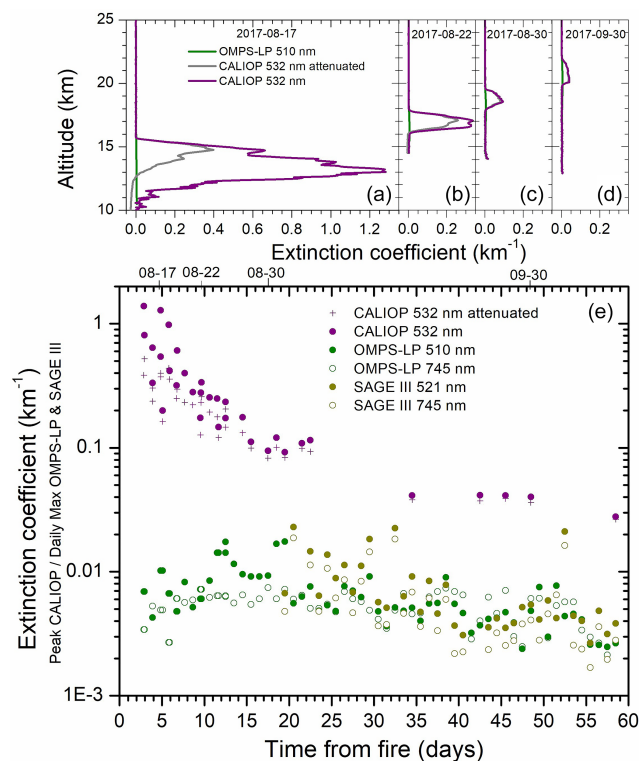 2017-08-17
2017-08-22
2017-08-30
2017-09-30
OMPS-LP 510 nm
CALIOP 532 nm attenuated
CALIOP 532 nm
Altitude (km)
25
20
15
10
(a)
(b)
(c)
(d)
0.0 0.2 0.4 0.6 0.8 1.0 1.2 1.4
0.0 0.2
0.0 0.2
0.0 0.2
Extinction coefficient (km⁻¹)
08-17
08-22
08-30
09-30
(e)
CALIOP 532 nm attenuated
CALIOP 532 nm
OMPS-LP 510 nm
OMPS-LP 745 nm
SAGE III 521 nm
SAGE III 745 nm
Extinction coefficient (km⁻¹)
Peak CALIOP / Daily Max OMPS-LP & SAGE III
1
0.1
0.01
1E-3
0 5 10 15 20 25 30 35 40 45 50 55 60
Time from fire (days)